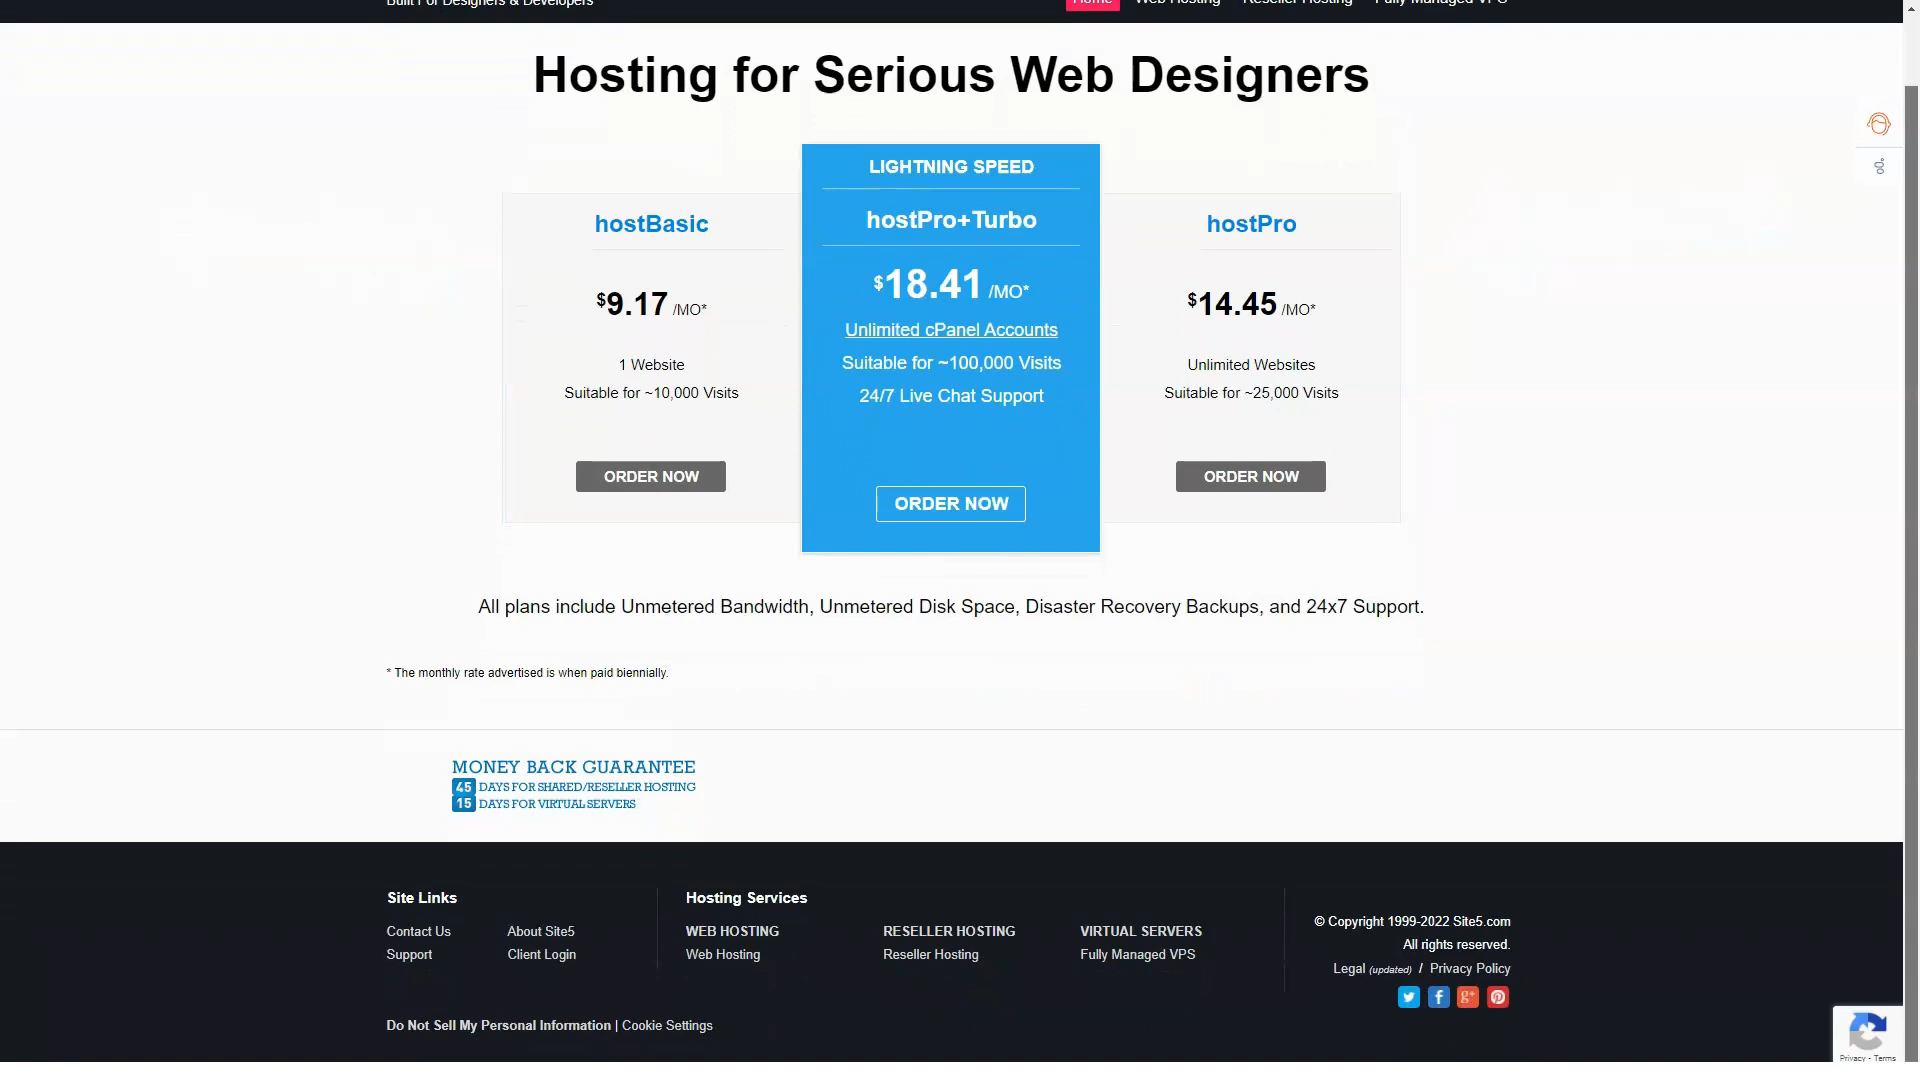 Built For Designers & Developers
Home Web Hosting Reseller Hosting Fully Managed VPS
Hosting for Serious Web Designers
LIGHTNING SPEED
hostBasic
hostPro+Turbo
hostPro
$9.17 /MO*
$18.41 /MO*
$14.45 /MO*
1 Website
Suitable for ~10,000 Visits
Unlimited cPanel Accounts
Suitable for ~100,000 Visits
24/7 Live Chat Support
Unlimited Websites
Suitable for ~25,000 Visits
ORDER NOW
ORDER NOW
ORDER NOW
All plans include Unmetered Bandwidth, Unmetered Disk Space, Disaster Recovery Backups, and 24x7 Support.
* The monthly rate advertised is when paid biennially.
MONEY BACK GUARANTEE
45 DAYS FOR SHARED/RESELLER HOSTING
15 DAYS FOR VIRTUAL SERVERS
Site Links
Contact Us About Site5
Support Client Login
Hosting Services
WEB HOSTING RESELLER HOSTING VIRTUAL SERVERS
Web Hosting Reseller Hosting Fully Managed VPS
© Copyright 1999-2022 Site5.com
All rights reserved.
Legal (updated) / Privacy Policy
Do Not Sell My Personal Information | Cookie Settings
Privacy - Terms